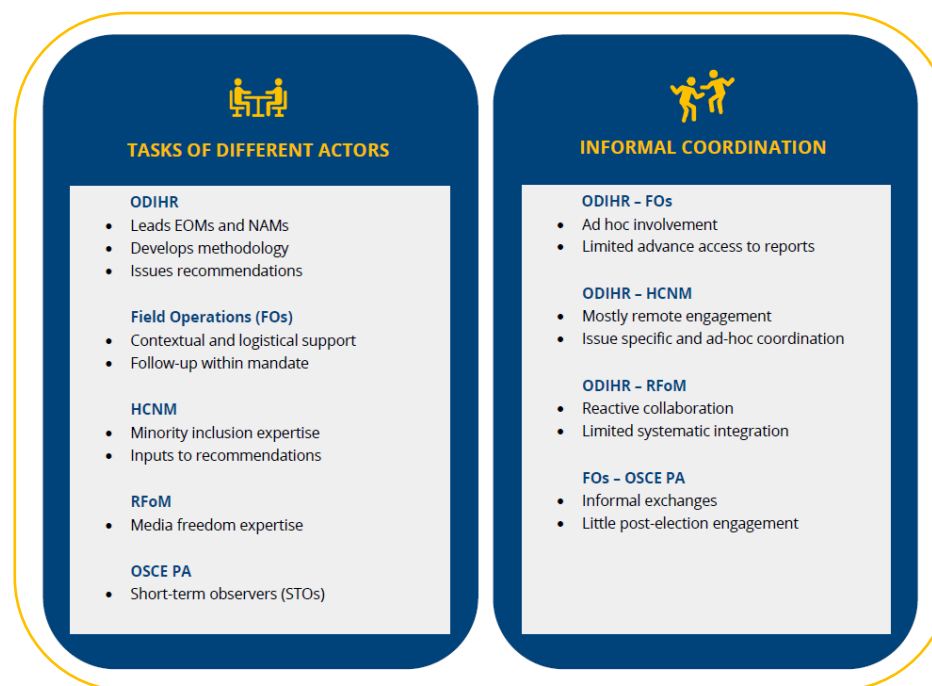 TASKS OF DIFFERENT ACTORS
ODIHR
• Leads EOMs and NAMs
• Develops methodology
• Issues recommendations
Field Operations (FOs)
• Contextual and logistical support
• Follow-up within mandate
HCNM
• Minority inclusion expertise
• Inputs to recommendations
RFoM
• Media freedom expertise
OSCE PA
• Short-term observers (STOs)
INFORMAL COORDINATION
ODIHR – FOs
• Ad hoc involvement
• Limited advance access to reports
ODIHR – HCNM
• Mostly remote engagement
• Issue specific and ad-hoc coordination
ODIHR – RFoM
• Reactive collaboration
• Limited systematic integration
FOs – OSCE PA
• Informal exchanges
• Little post-election engagement